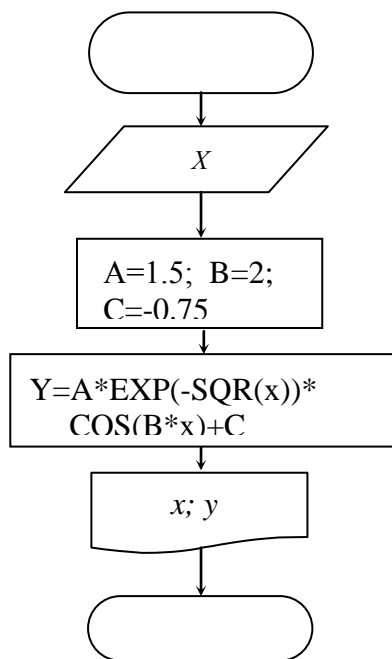 X
A=1.5; B=2;
C=-0.75
Y=A*EXP(-SQR(x))*
COS(B*x)+C
x; y